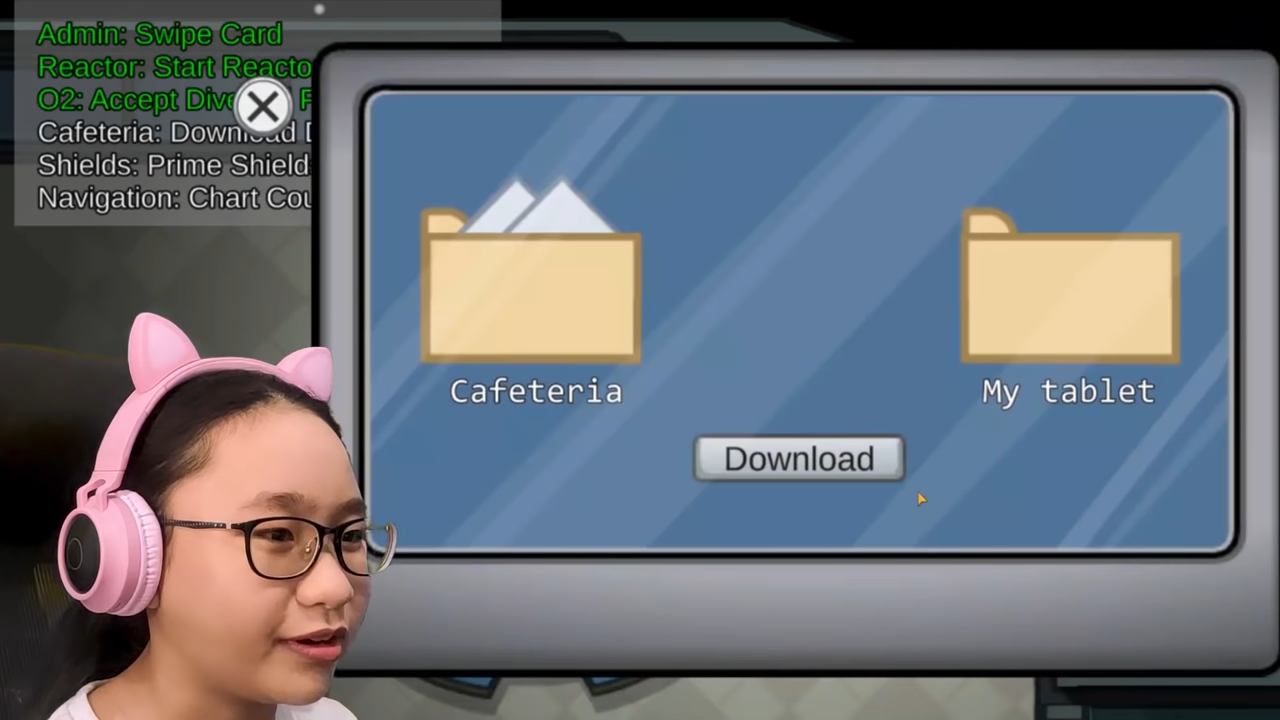 Admin: Swipe Card
Reactor: Start Reacto
O2: Accept Dive
Cafeteria: Download
Shields: Prime Shield
Navigation: Chart Cou
Cafeteria
My tablet
Download